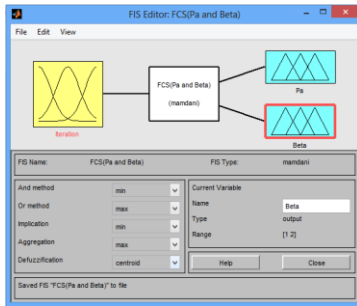 FIS Editor: FCS(Pa and Beta)
File Edit View
FCS(Pa and Beta)
(mamdani)
Iteration
Pa
Beta
FIS Name: FCS(Pa and Beta) FIS Type: mamdani
And method min
Or method max
Implication min
Aggregation max
Defuzzification centroid
Current Variable
Name Beta
Type output
Range [1 2]
Help Close
Saved FIS "FCS(Pa and Beta)" to file